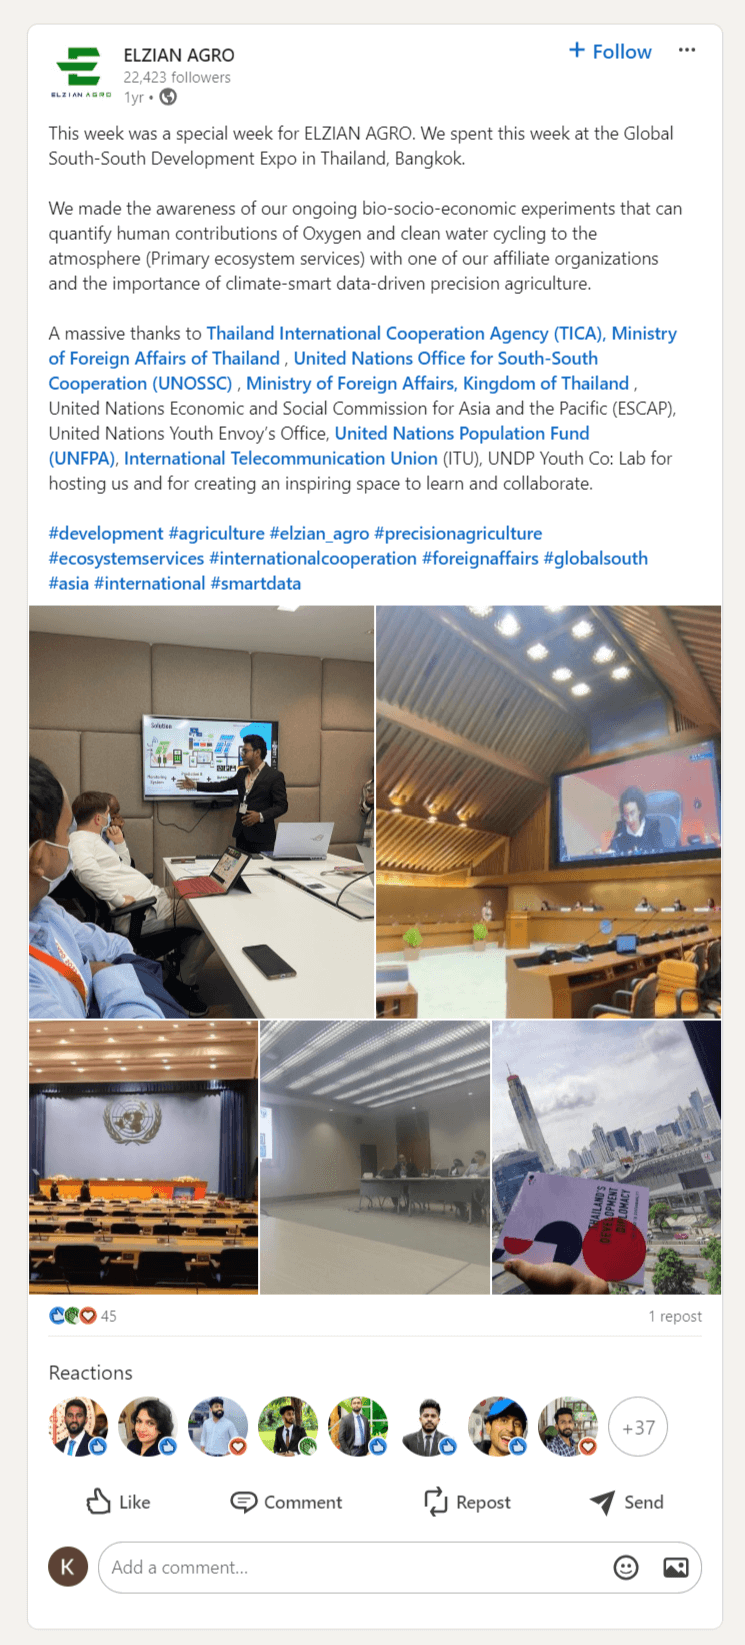 ELZIAN AGRO
22,423 followers
1yr •
ELZIAN AGRO
+ Follow
This week was a special week for ELZIAN AGRO. We spent this week at the Global
South-South Development Expo in Thailand, Bangkok.
We made the awareness of our ongoing bio-socio-economic experiments that can
quantify human contributions of Oxygen and clean water cycling to the
atmosphere (Primary ecosystem services) with one of our affiliate organizations
and the importance of climate-smart data-driven precision agriculture.
A massive thanks to Thailand International Cooperation Agency (TICA), Ministry
of Foreign Affairs of Thailand , United Nations Office for South-South
Cooperation (UNOSSC) , Ministry of Foreign Affairs, Kingdom of Thailand ,
United Nations Economic and Social Commission for Asia and the Pacific (ESCAP),
United Nations Youth Envoy's Office, United Nations Population Fund
(UNFPA), International Telecommunication Union (ITU), UNDP Youth Co: Lab for
hosting us and for creating an inspiring space to learn and collaborate.
#development #agriculture #elzian_agro #precisionagriculture
#ecosystemservices #internationalcooperation #foreignaffairs #globalsouth
#asia #international #smartdata
Solution
THAILAND'S
DEVELOPMENT
DIPLOMACY
45
1 repost
Reactions
+37
Like
Comment
Repost
Send
K
Add a comment...